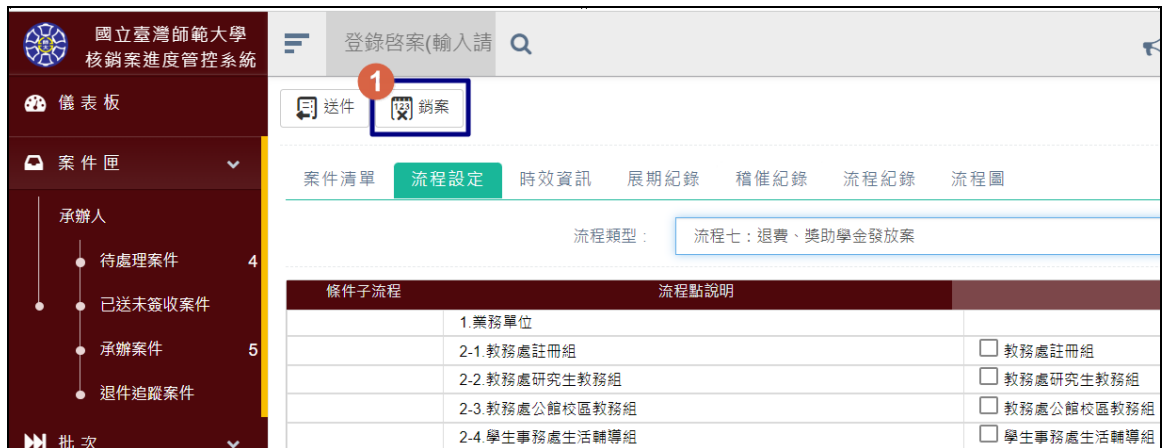 國立臺灣師範大學
核銷案進度管控系統
登錄啓案(輸入請
儀表板
1
送件
銷案
案件匣
案件清單
流程設定
時效資訊
展期紀錄
稽催紀錄
流程紀錄
流程圖
承辦人
流程類型：
流程七：退費、獎助學金發放案
待處理案件 4
條件子流程
流程點說明
已送未簽收案件
1.業務單位
承辦案件 5
2-1.教務處註冊組
教務處註冊組
2-2.教務處研究生教務組
教務處研究生教務組
退件追蹤案件
2-3.教務處公館校區教務組
教務處公館校區教務組
批次
2-4.學生事務處生活輔導組
學生事務處生活輔導組